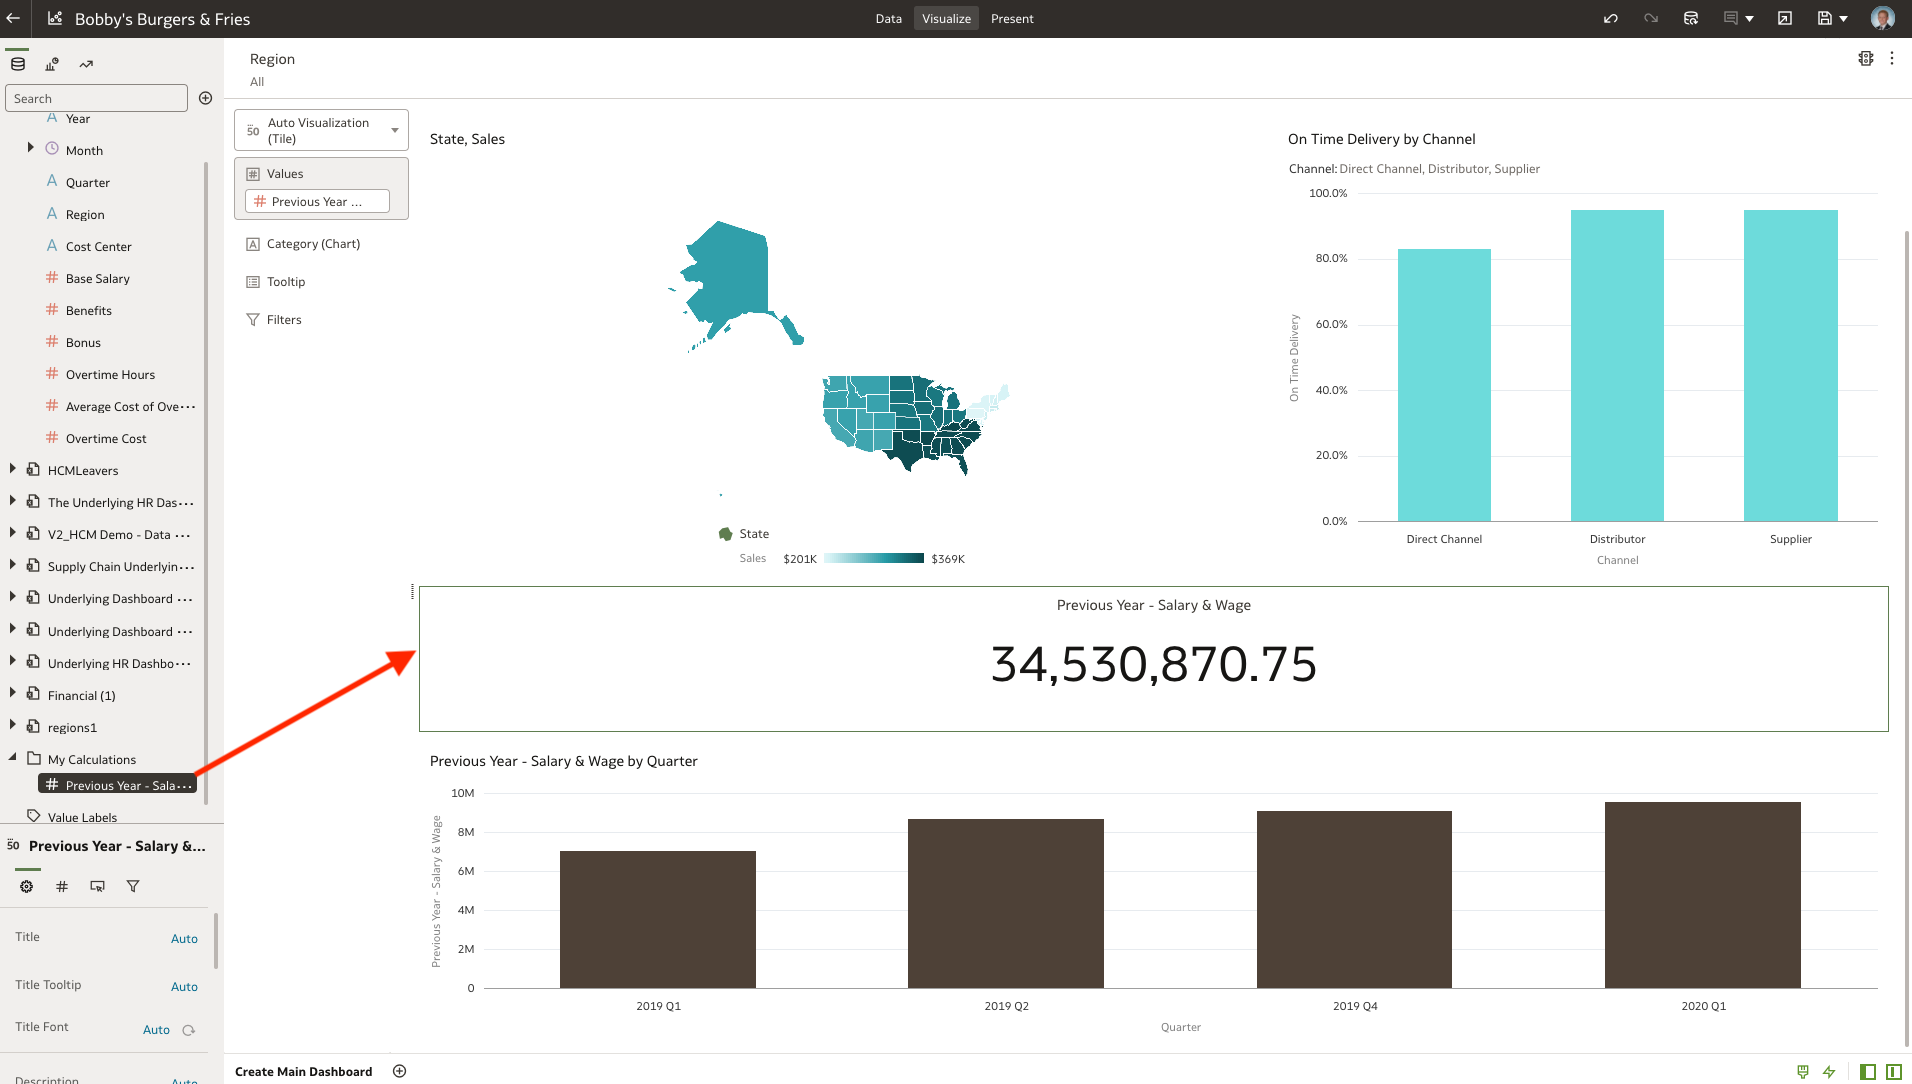 Bobby's Burgers & Fries
Data
Visualize
Present
Search
Year
Month
Quarter
Region
Cost Center
Base Salary
Benefits
Bonus
Overtime Hours
Average Cost of Ove...
Overtime Cost
HCMLeavers
The Underlying HR Das...
V2_HCM Demo - Data ...
Supply Chain Underlyin...
Underlying Dashboard ...
Underlying Dashboard ...
Underlying HR Dashbo...
Financial (1)
regions1
My Calculations
Previous Year - Sala...
Value Labels
50 Previous Year - Salary &...
Title
Auto
Title Tooltip
Auto
Title Font
Auto
Description
Auto
Region
All
50
Auto Visualization
(Tile)
Values
Previous Year ...
Category (Chart)
Tooltip
Filters
State, Sales
State
Sales
$201K
$369K
On Time Delivery by Channel
Channel: Direct Channel, Distributor, Supplier
100.0%
80.0%
60.0%
40.0%
20.0%
0.0%
On Time Delivery
Direct Channel
Distributor
Supplier
Channel
Previous Year - Salary & Wage
34,530,870.75
Previous Year - Salary & Wage by Quarter
10M
8M
6M
4M
2M
0
Previous Year - Salary & Wage
2019 Q1
2019 Q2
2019 Q4
2020 Q1
Quarter
Create Main Dashboard